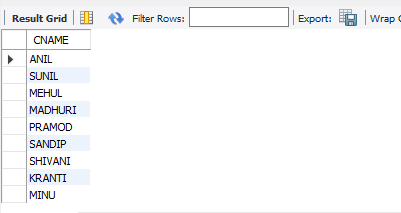 Result Grid Filter Rows: Export: Wrap C
CNAME
ANIL
SUNIL
MEHUL
MADHURI
PRAMOD
SANDIP
SHIVANI
KRANTI
MINU